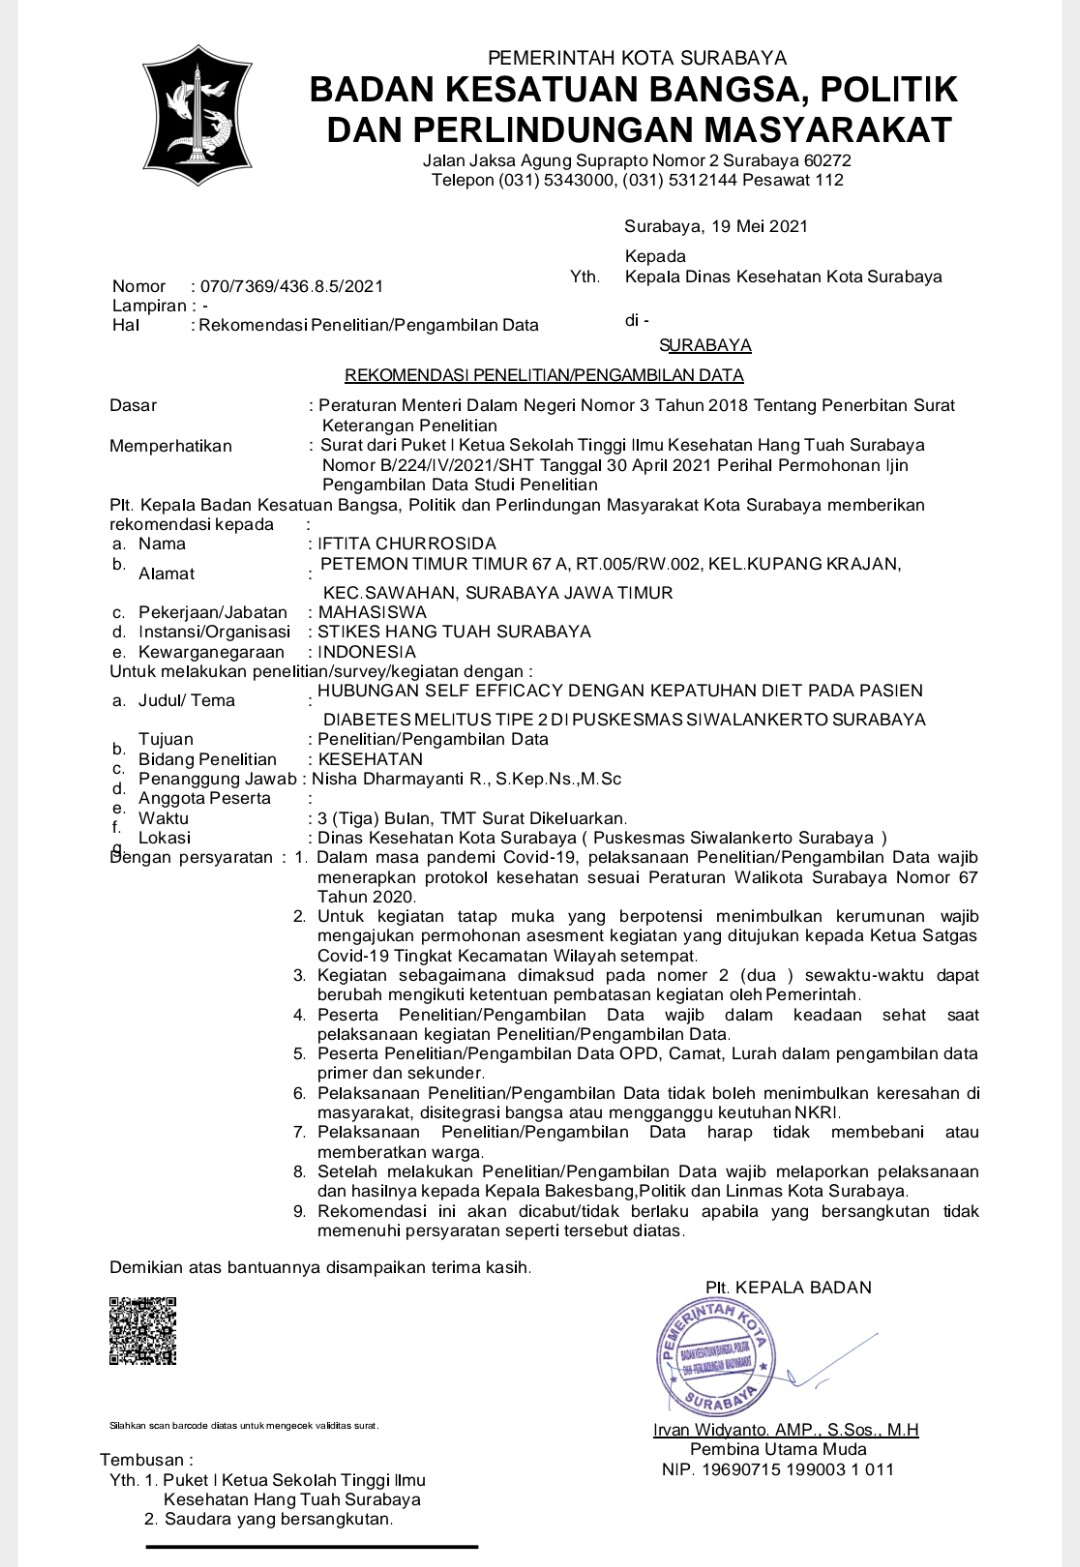 PEMERINTAH KOTA SURABAYA
BADAN KESATUAN BANGSA, POLITIK
DAN PERLINDUNGAN MASYARAKAT
Jalan Jaksa Agung Suprapto Nomor 2 Surabaya 60272
Telepon (031) 5343000, (031) 5312144 Pesawat 112
Surabaya, 19 Mei 2021
Kepada
Yth. Kepala Dinas Kesehatan Kota Surabaya
Nomor : 070/7369/436.8.5/2021
Lampiran : -
Hal : Rekomendasi Penelitian/Pengambilan Data
di -
SURABAYA
REKOMENDASI PENELITIAN/PENGAMBILAN DATA
Dasar : Peraturan Menteri Dalam Negeri Nomor 3 Tahun 2018 Tentang Penerbitan Surat
Keterangan Penelitian
Memperhatikan : Surat dari Puket I Ketua Sekolah Tinggi Ilmu Kesehatan Hang Tuah Surabaya
Nomor B/224/IV/2021/SHT Tanggal 30 April 2021 Perihal Permohonan Ijin
Pengambilan Data Studi Penelitian
Plt. Kepala Badan Kesatuan Bangsa, Politik dan Perlindungan Masyarakat Kota Surabaya memberikan
rekomendasi kepada :
a. Nama : IFTITA CHURROSIDA
b. Alamat : PETEMON TIMUR TIMUR 67 A, RT.005/RW.002, KEL.KUPANG KRAJAN,
KEC.SAWAHAN, SURABAYA JAWA TIMUR
c. Pekerjaan/Jabatan : MAHASISWA
d. Instansi/Organisasi : STIKES HANG TUAH SURABAYA
e. Kewarganegaraan : INDONESIA
Untuk melakukan penelitian/survey/kegiatan dengan :
a. Judul/ Tema : HUBUNGAN SELF EFFICACY DENGAN KEPATUHAN DIET PADA PASIEN
DIABETES MELITUS TIPE 2 DI PUSKESMAS SIWALANKERTO SURABAYA
b. Tujuan : Penelitian/Pengambilan Data
c. Bidang Penelitian : KESEHATAN
d. Penanggung Jawab : Nisha Dharmayanti R., S.Kep.Ns.,M.Sc
e. Anggota Peserta :
f. Waktu : 3 (Tiga) Bulan, TMT Surat Dikeluarkan.
g. Lokasi : Dinas Kesehatan Kota Surabaya ( Puskesmas Siwalankerto Surabaya )
Dengan persyaratan : 1. Dalam masa pandemi Covid-19, pelaksanaan Penelitian/Pengambilan Data wajib
menerapkan protokol kesehatan sesuai Peraturan Walikota Surabaya Nomor 67
Tahun 2020.
2. Untuk kegiatan tatap muka yang berpotensi menimbulkan kerumunan wajib
mengajukan permohonan asesment kegiatan yang ditujukan kepada Ketua Satgas
Covid-19 Tingkat Kecamatan Wilayah setempat.
3. Kegiatan sebagaimana dimaksud pada nomer 2 (dua ) sewaktu-waktu dapat
berubah mengikuti ketentuan pembatasan kegiatan oleh Pemerintah.
4. Peserta Penelitian/Pengambilan Data wajib dalam keadaan sehat saat
pelaksanaan kegiatan Penelitian/Pengambilan Data.
5. Peserta Penelitian/Pengambilan Data OPD, Camat, Lurah dalam pengambilan data
primer dan sekunder.
6. Pelaksanaan Penelitian/Pengambilan Data tidak boleh menimbulkan keresahan di
masyarakat, disitegrasi bangsa atau mengganggu keutuhan NKRI.
7. Pelaksanaan Penelitian/Pengambilan Data harap tidak membebani atau
memberatkan warga.
8. Setelah melakukan Penelitian/Pengambilan Data wajib melaporkan pelaksanaan
dan hasilnya kepada Kepala Bakesbang,Politik dan Linmas Kota Surabaya.
9. Rekomendasi ini akan dicabut/tidak berlaku apabila yang bersangkutan tidak
memenuhi persyaratan seperti tersebut diatas.
Demikian atas bantuannya disampaikan terima kasih.
Plt. KEPALA BADAN
PEMERINTAH KOTA
BADAN KESATUAN BANGSA, POLITIK
DAN PERLINDUNGAN MASYARAKAT
SURABAYA
Silahkan scan barcode diatas untuk mengecek validitas surat.
Irvan Widyanto. AMP., S.Sos., M.H
Pembina Utama Muda
NIP. 19690715 199003 1 011
Tembusan :
Yth. 1. Puket I Ketua Sekolah Tinggi Ilmu
Kesehatan Hang Tuah Surabaya
2. Saudara yang bersangkutan.